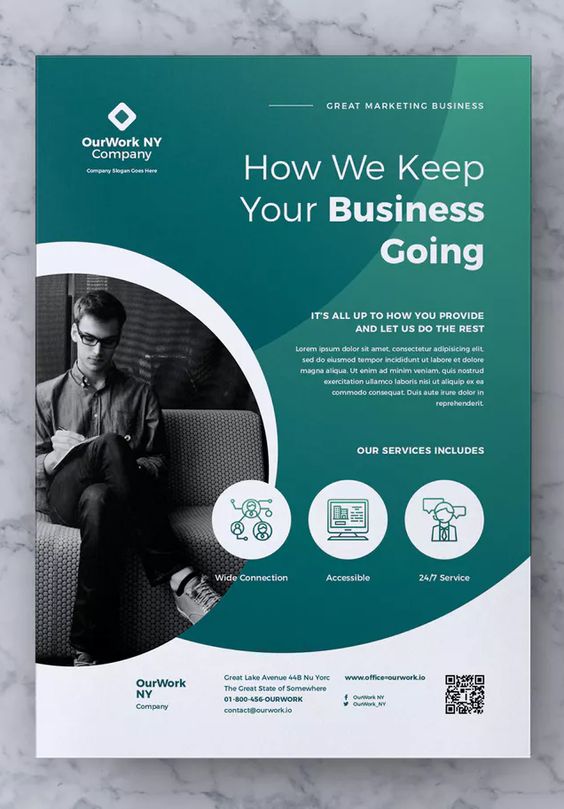 GREAT MARKETING BUSINESS
OurWork NY
Company
Company Slogan Goes Here
How We Keep
Your Business
Going
IT'S ALL UP TO HOW YOU PROVIDE
AND LET US DO THE REST
Lorem ipsum dolor sit amet, consectetur adipisicing elit,
sed do eiusmod tempor incididunt ut labore et dolore
magna aliqua. Ut enim ad minim veniam, quis nostrud
exercitation ullamco laboris nisi ut aliquip ex ea
commodo consequat. Duis aute irure dolor in
reprehenderit.
OUR SERVICES INCLUDES
Wide Connection
Accessible
24/7 Service
OurWork
NY
Company
Great Lake Avenue 44B Nu Yorc
The Great State of Somewhere
01-800-456-OURWORK
contact@ourwork.io
www.office=ourwork.io
OurWork NY
OurWork_NY